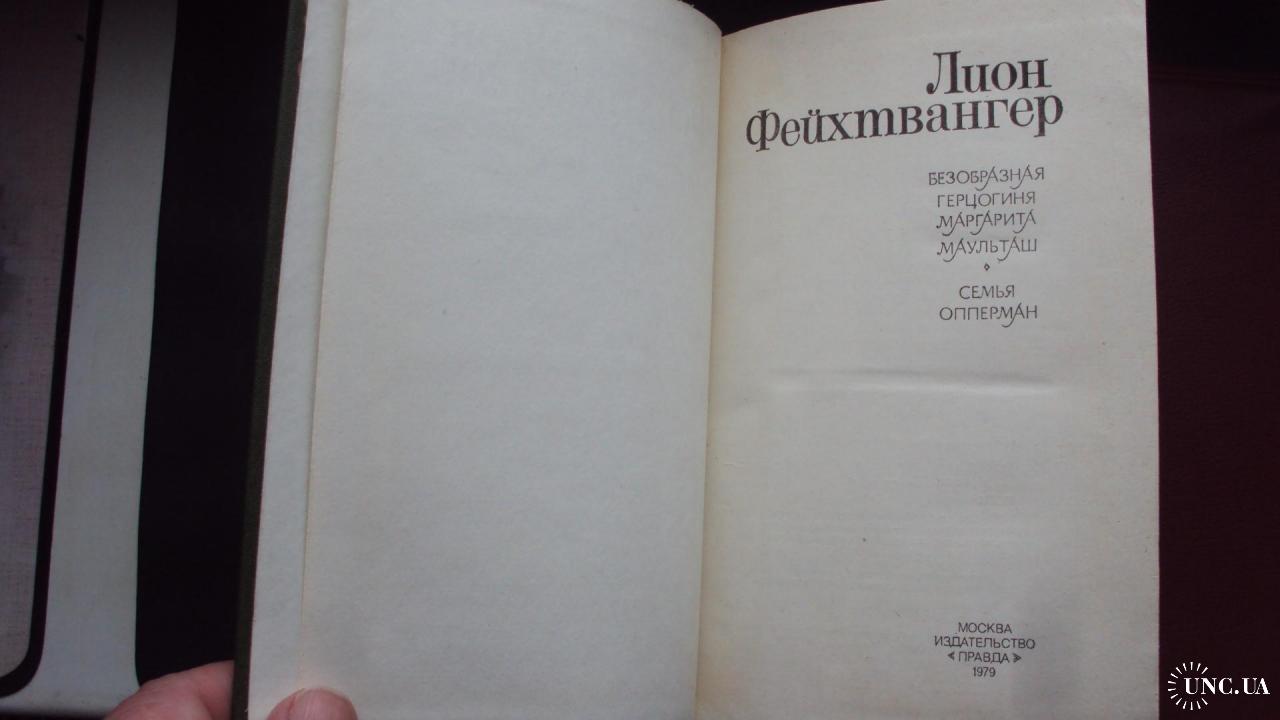 Лион
Фейхтвангер
БЕЗОБРАЗНАЯ
ГЕРЦОГИНЯ
МАРГАРИТА
МАУЛЬТАШ
СЕМЬЯ
ОППЕРМАН
МОСКВА
ИЗДАТЕЛЬСТВО
«ПРАВДА»
1979
UNC.UA